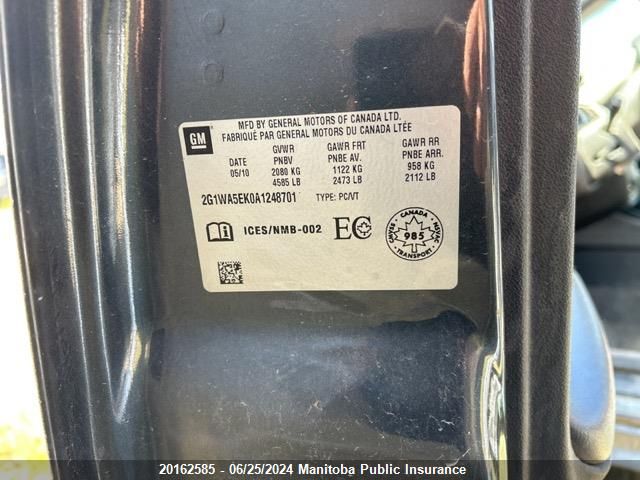 MFD BY GENERAL MOTORS OF CANADA LTD.
FABRIQUÉ PAR GENERAL MOTORS DU CANADA LTÉE
GM
GVWR GAWR FRT GAWR RR
DATE PNBV PNBE AV. PNBE ARR.
05/10 2080 KG 1122 KG 958 KG
4585 LB 2473 LB 2112 LB
2G1WA5EK0A1248701 TYPE: PC/VT
ICES/NMB-002 EC
CANADA
985
TRANSPORT
20162585 - 06/25/2024 Manitoba Public Insurance